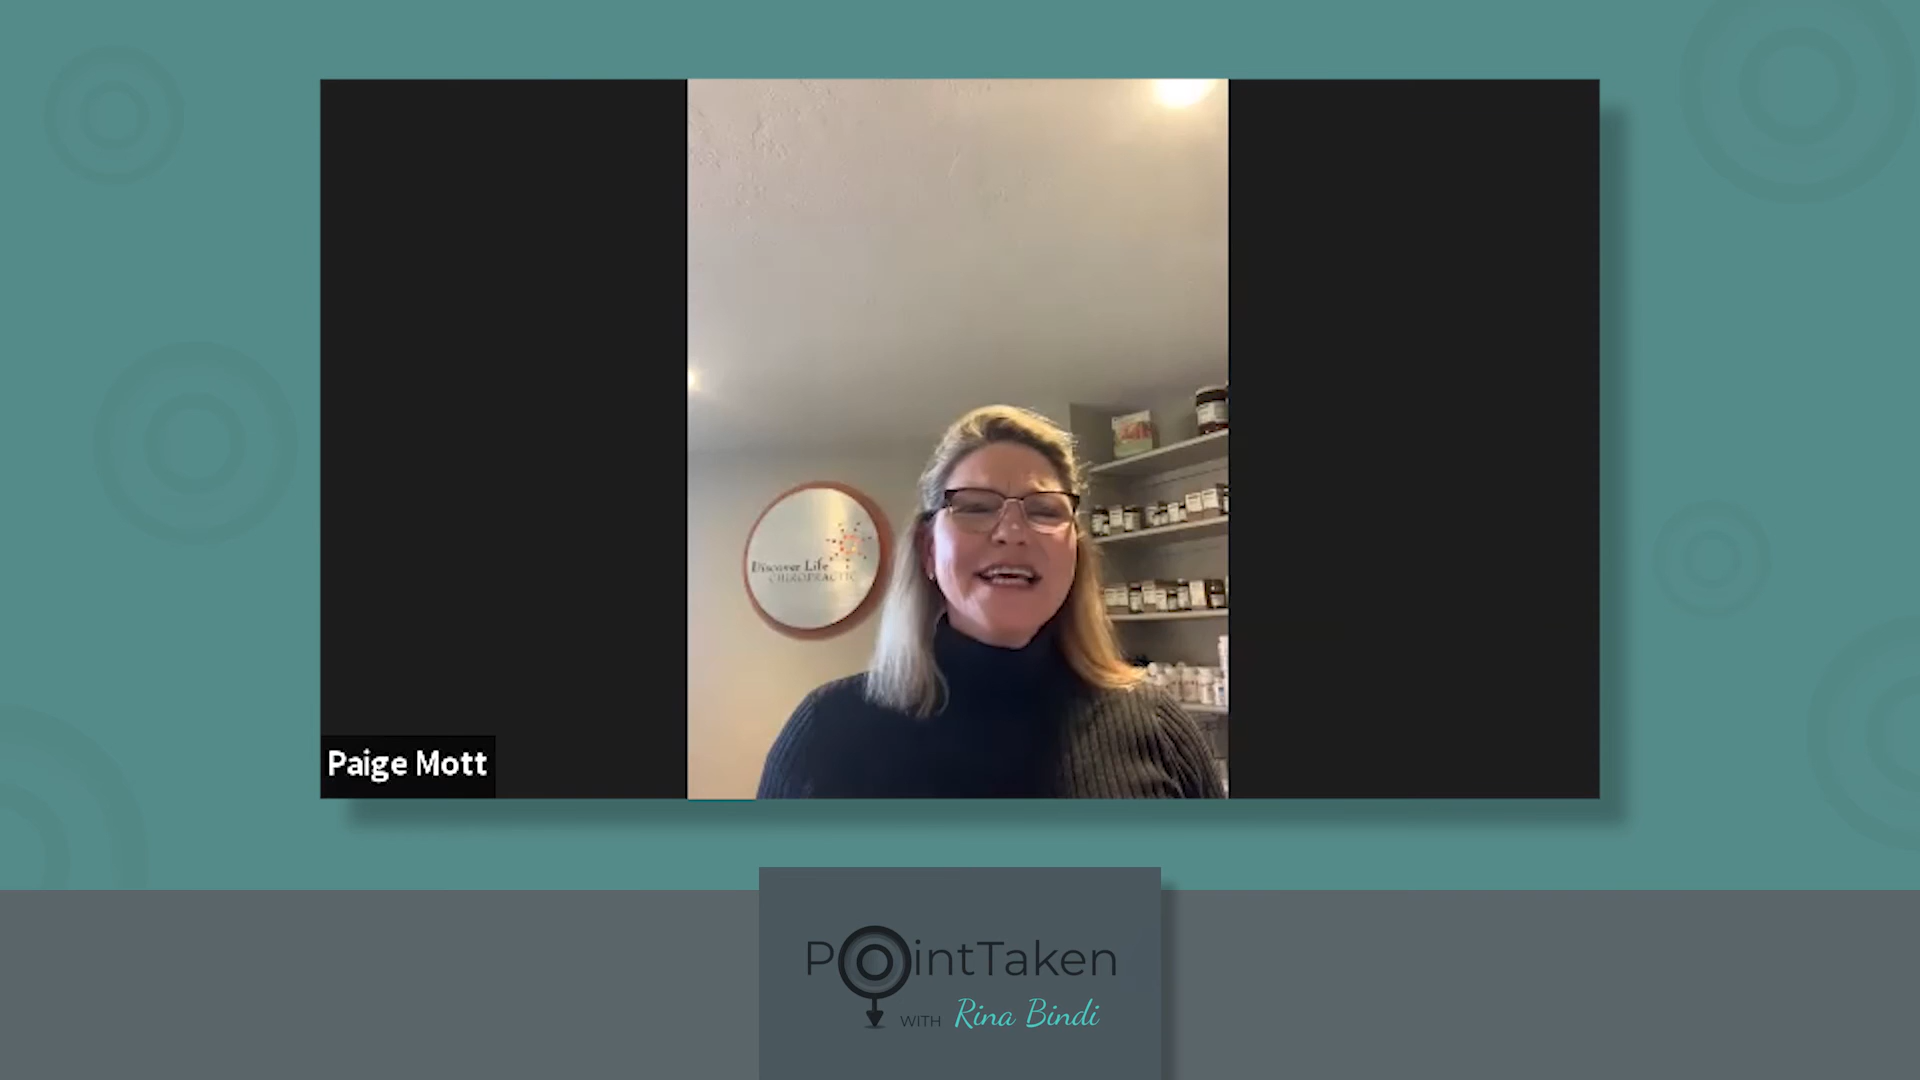 Discover Life
CHIROPRACTIC
Paige Mott
PointTaken
WITH Rina Bindi